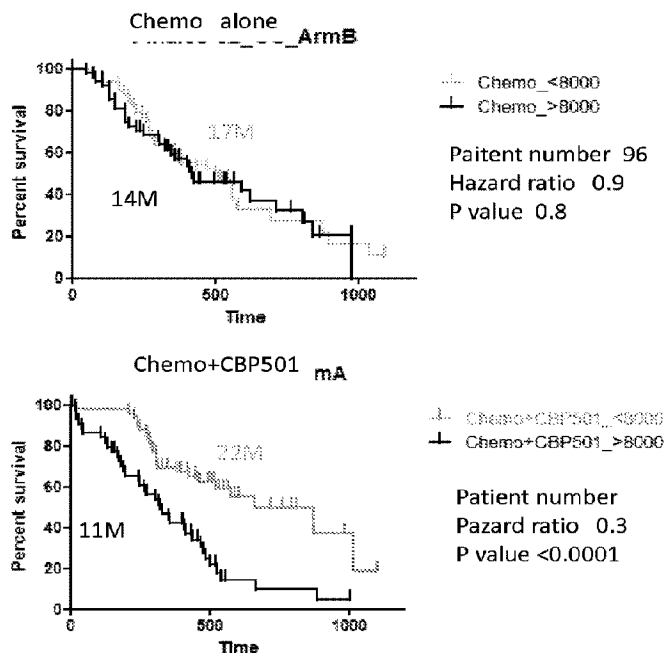 Chemo alone
ArmB
Percent survival
100
80
60
40
20
0
17M
14M
0
500
1000
Time
Chemo_<8000
Chemo_>8000
Paitent number 96
Hazard ratio 0.9
P value 0.8
Chemo+CBP501 mA
Percent survival
100
80
60
40
20
0
22M
11M
0
500
1000
Time
Chemo+CBP501_<8000
Chemo+CBP501_>8000
Patient number
Pazard ratio 0.3
P value <0.0001